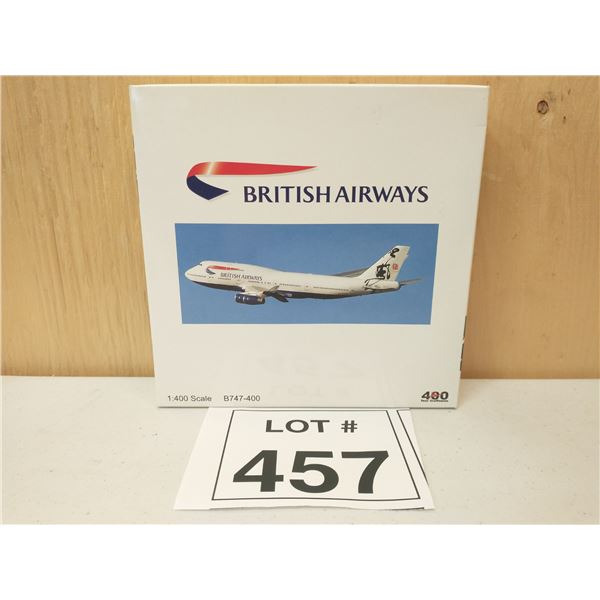 BRITISH AIRWAYS
BRITISH AIRWAYS
1:400 Scale B747-400
400
LOT #
457